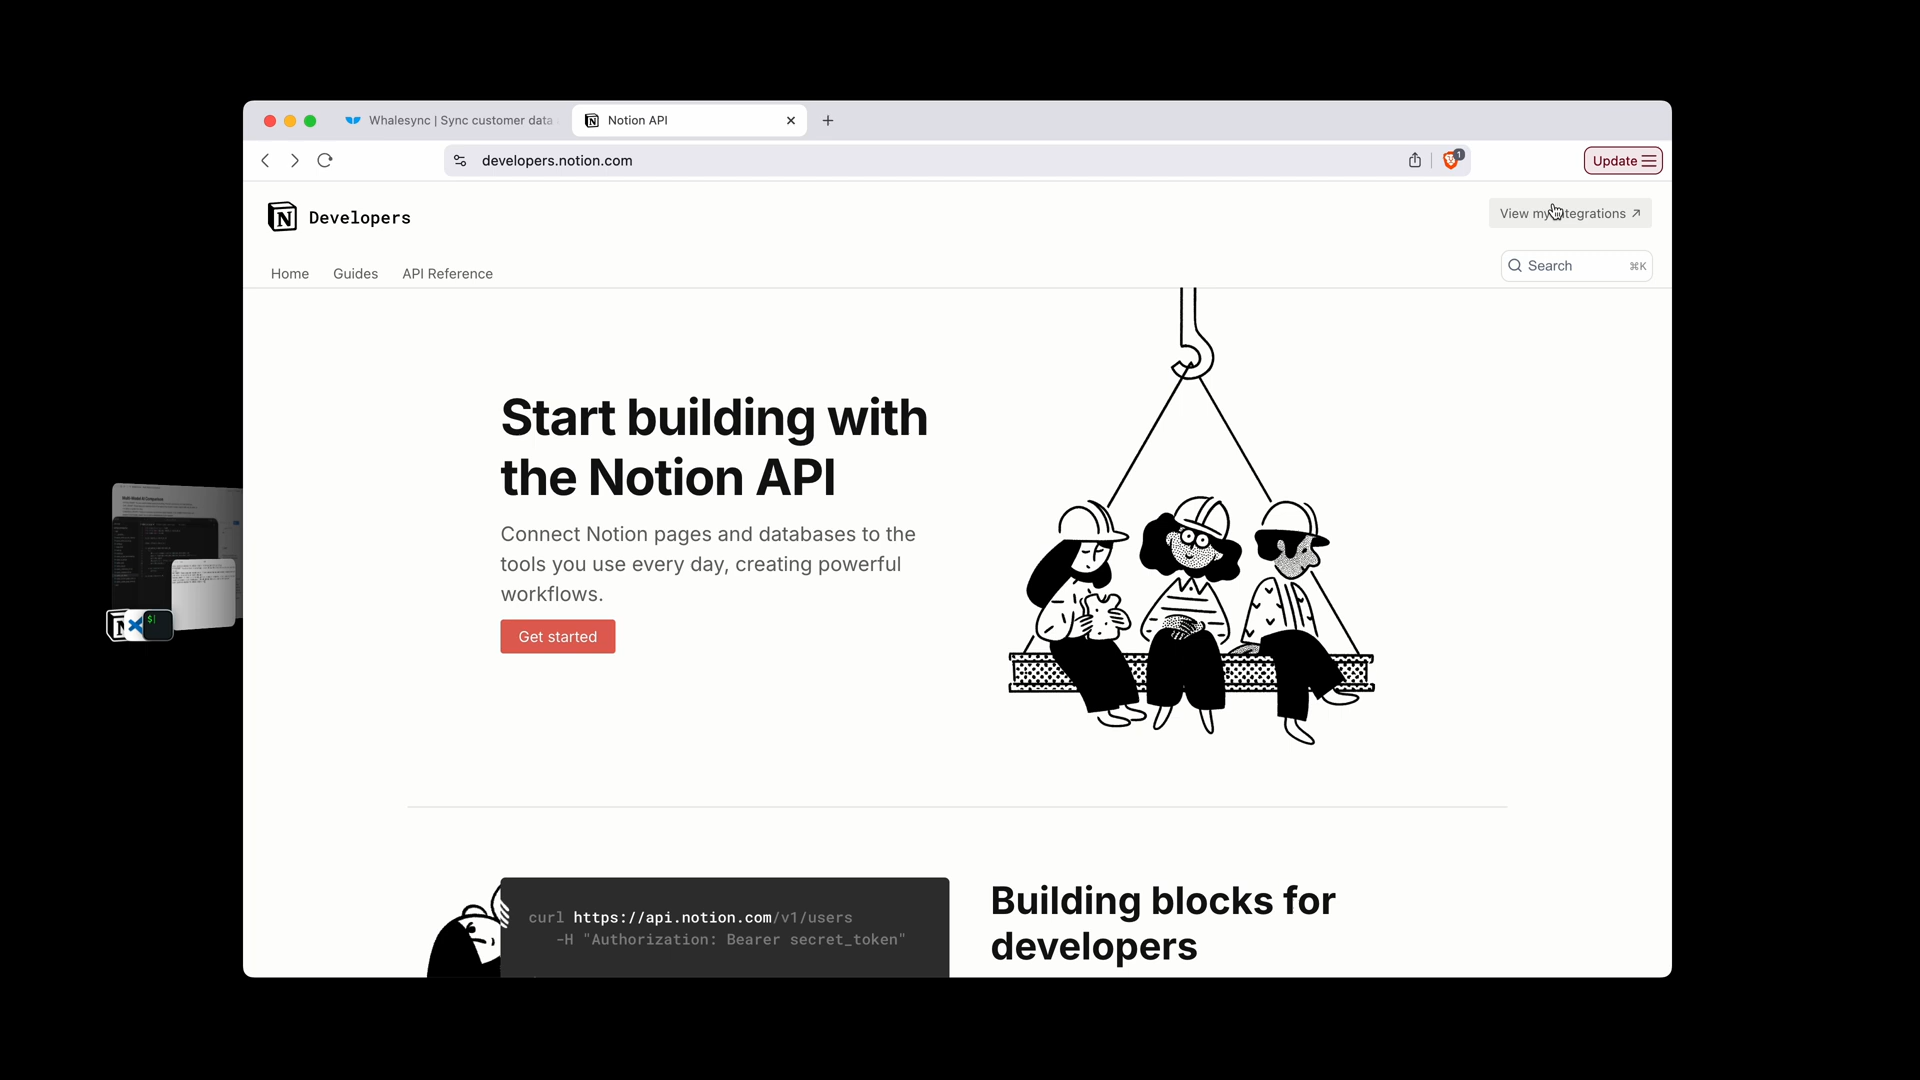 Whalesync | Sync customer data
Notion API
developers.notion.com
1
Update
Developers
View my integrations ↗
Home
Guides
API Reference
Search
⌘K
Start building with
the Notion API
Connect Notion pages and databases to the
tools you use every day, creating powerful
workflows.
Get started
curl https://api.notion.com/v1/users
-H "Authorization: Bearer secret_token"
Building blocks for
developers
N
$